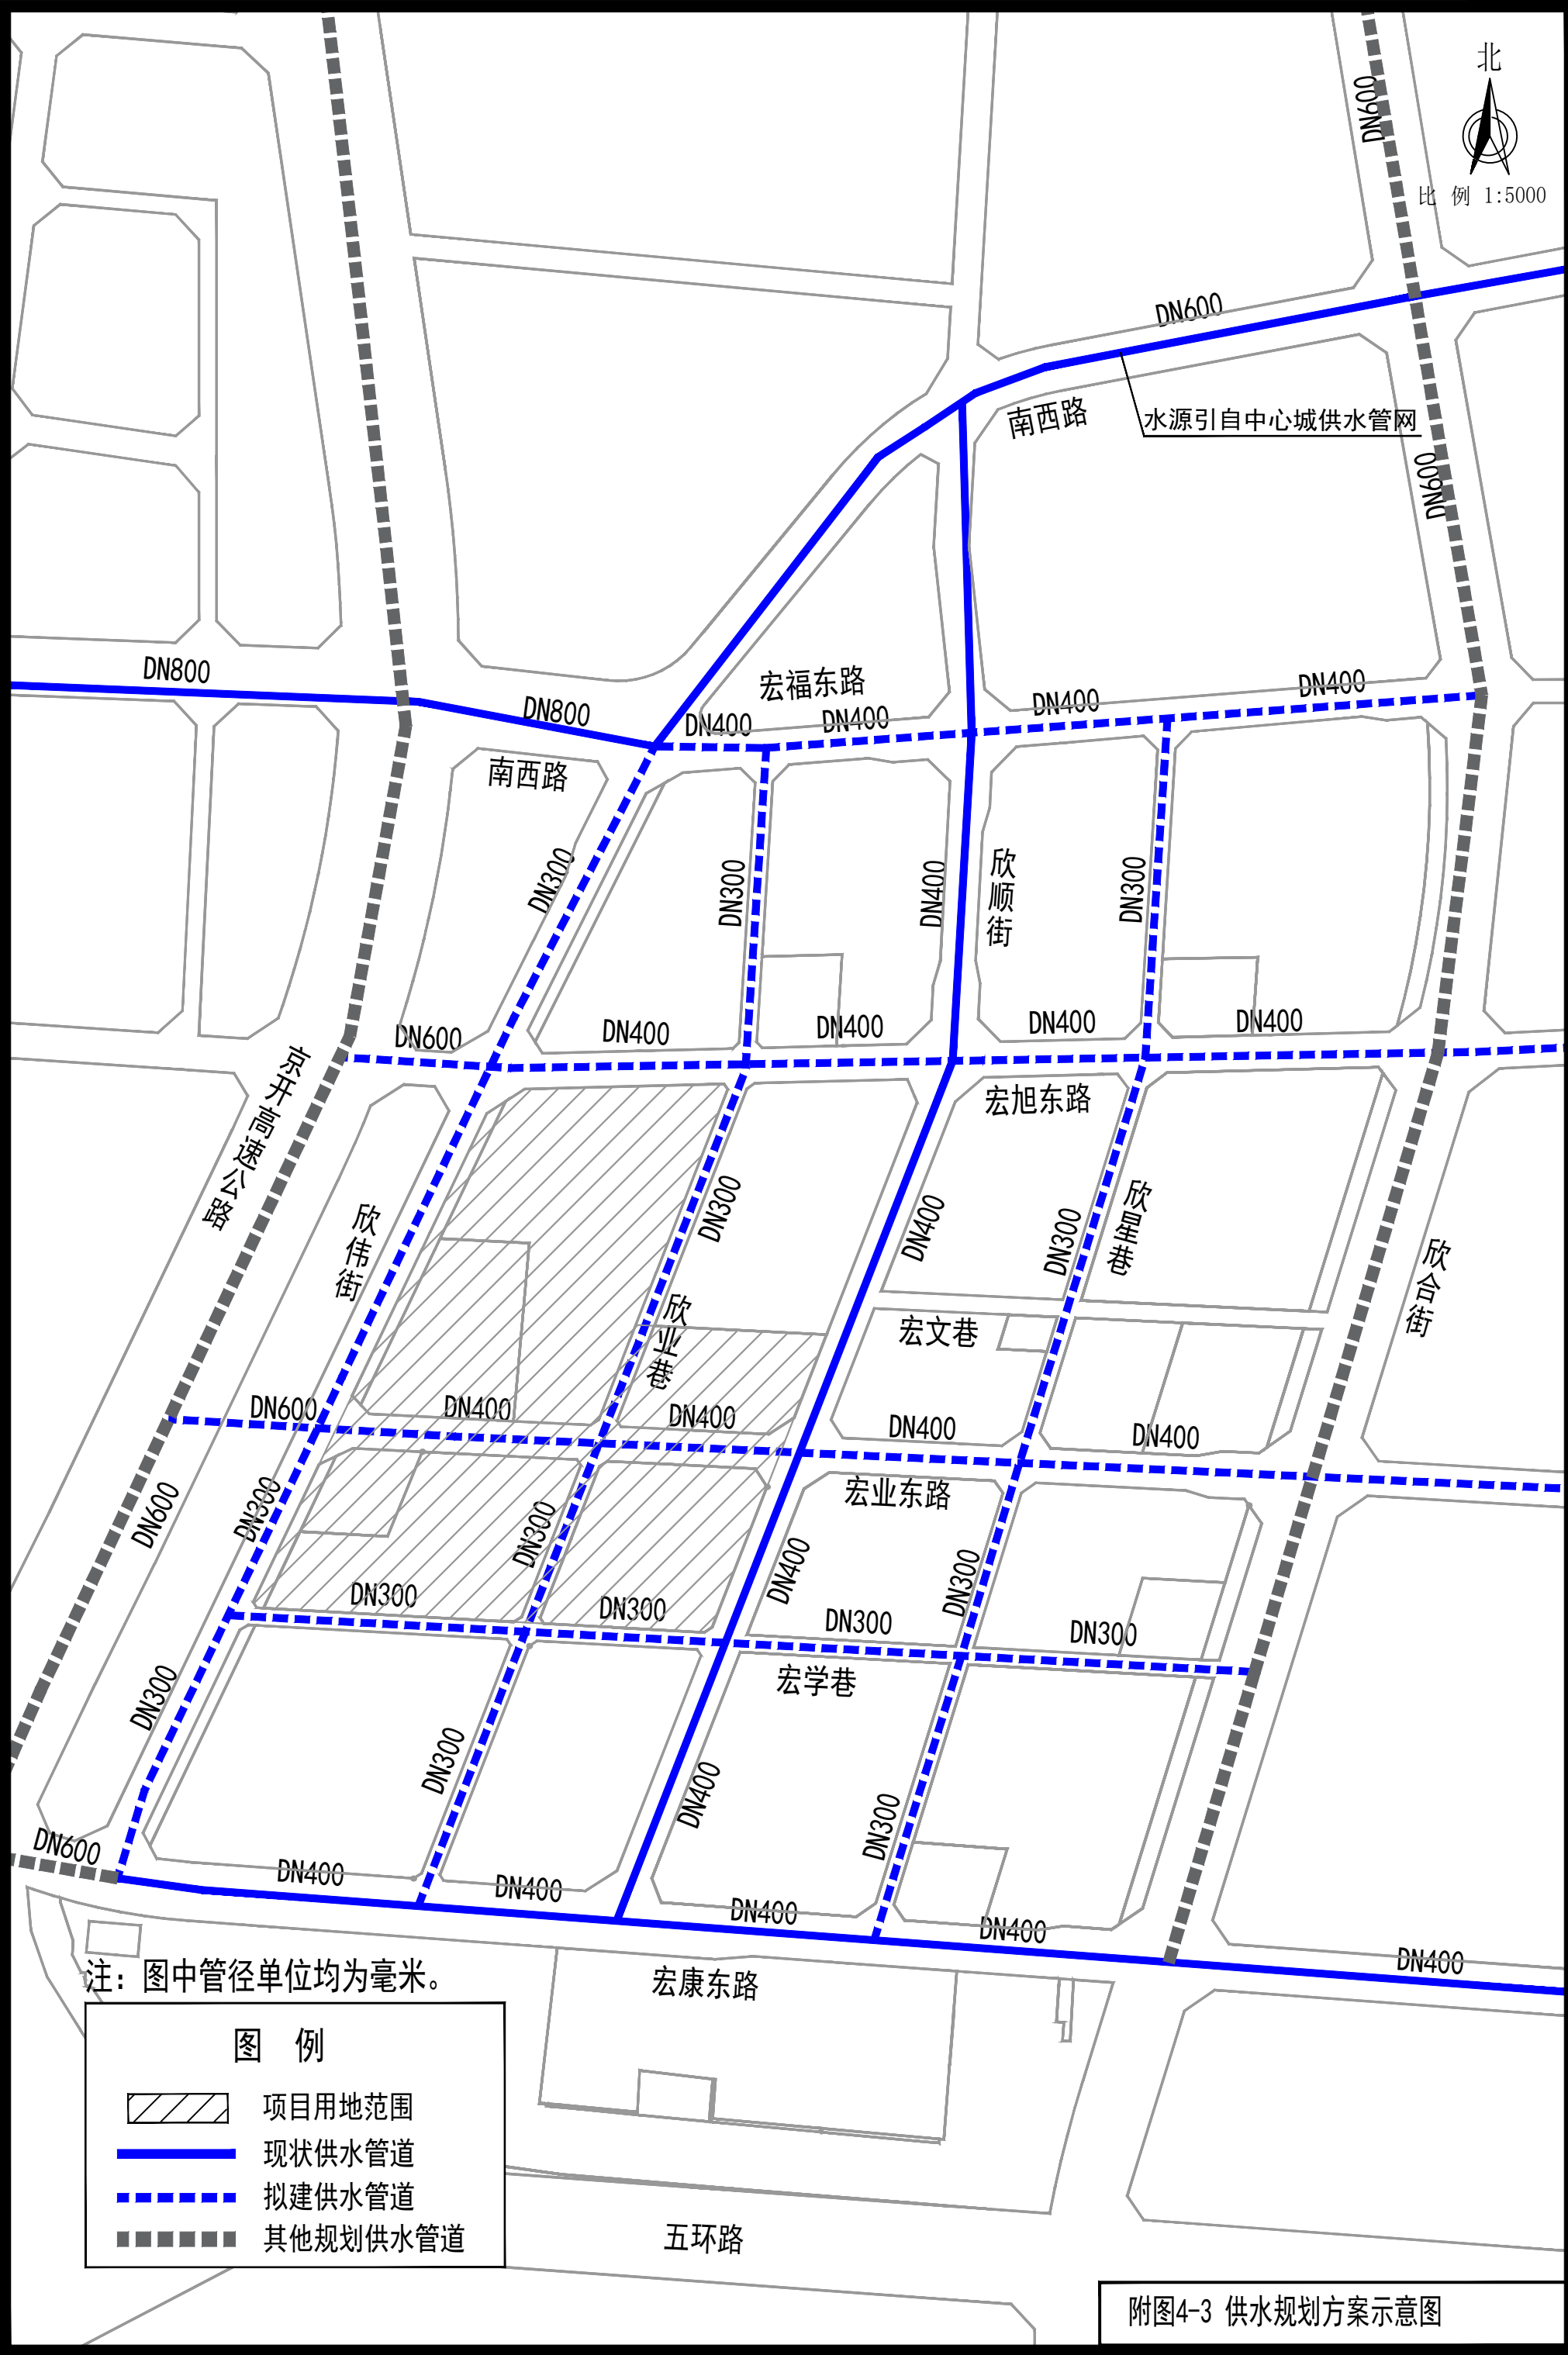 北
比 例 1:5000
DN600
DN600
南西路
水源引自中心城供水管网
DN600
DN800
DN800
宏福东路
DN400
DN400
DN400
DN400
南西路
DN300
DN300
DN400
欣顺街
DN300
DN600
DN400
DN400
DN400
DN400
京开高速公路
宏旭东路
欣伟街
DN300
DN400
DN300
欣星巷
欣合街
欣业巷
宏文巷
DN600
DN400
DN400
DN400
DN400
DN600
DN300
DN300
宏业东路
DN400
DN300
DN300
DN300
DN300
DN300
宏学巷
DN300
DN300
DN400
DN300
DN600
DN400
DN400
DN400
DN400
DN400
宏康东路
注：图中管径单位均为毫米。
图 例
项目用地范围
现状供水管道
拟建供水管道
其他规划供水管道
五环路
附图4-3 供水规划方案示意图